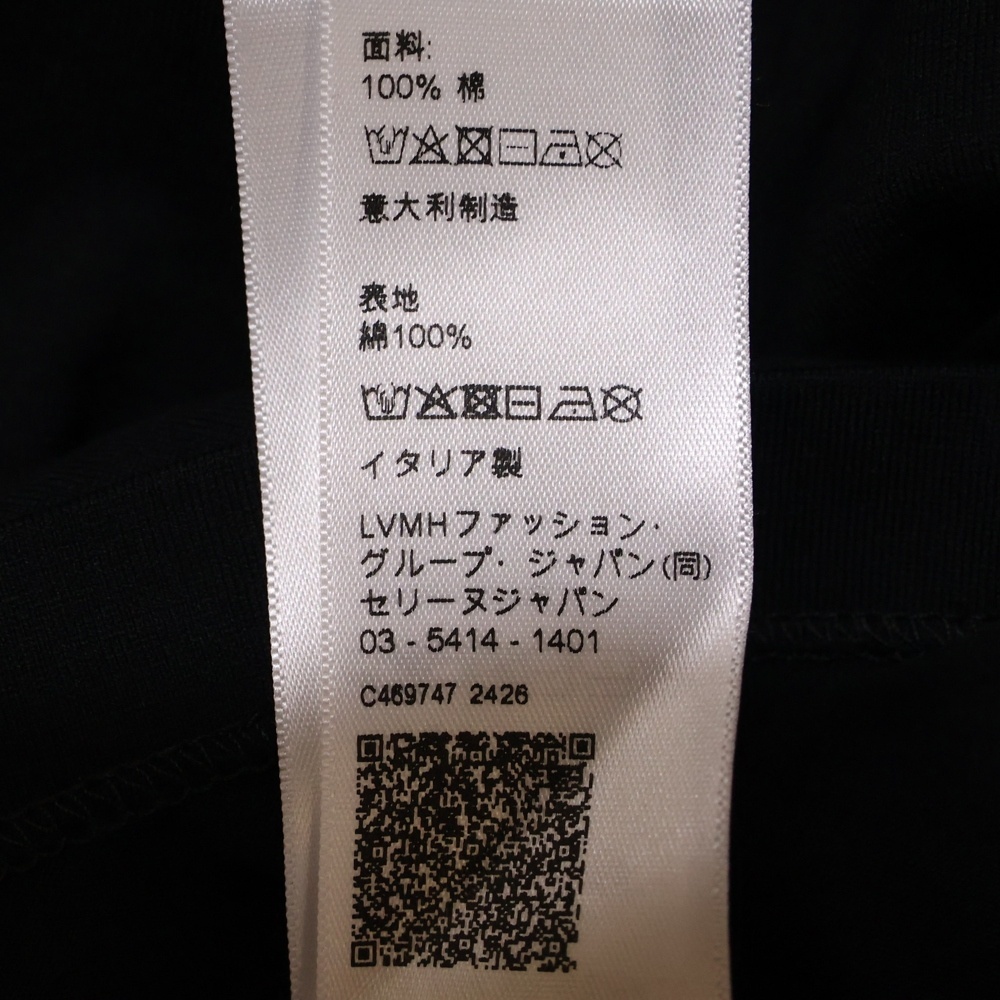 面料:
100% 棉
意大利制造
表地
綿100%
イタリア製
LVMHファッション·
グループ· ジャパン(同)
セリーヌジャパン
03 - 5414 - 1401
C469747 2426